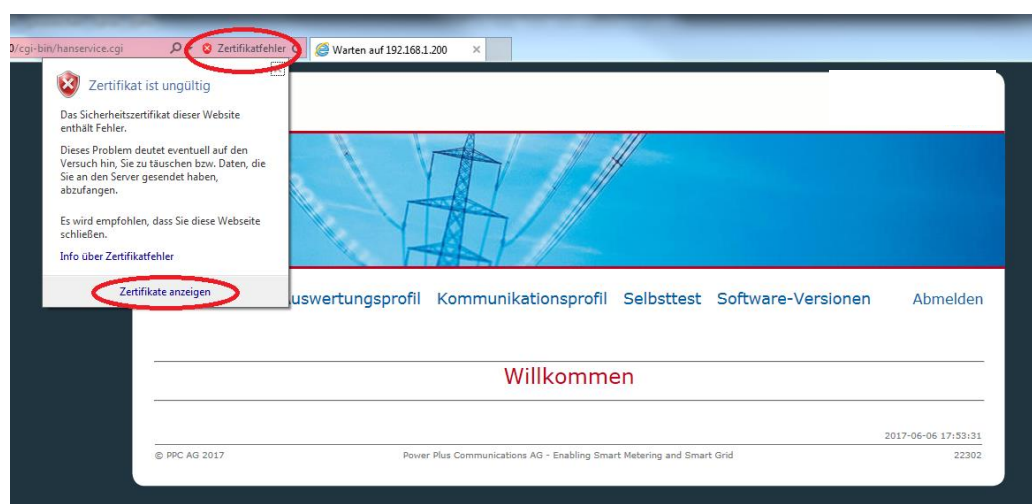 0/cgi-bin/hanservice.cgi
Zertifikatfehler
Warten auf 192.168.1.200
Zertifikat ist ungültig
Das Sicherheitszertifikat dieser Website
enthält Fehler.
Dieses Problem deutet eventuell auf den
Versuch hin, Sie zu täuschen bzw. Daten, die
Sie an den Server gesendet haben,
abzufangen.
Es wird empfohlen, dass Sie diese Webseite
schließen.
Info über Zertifikatfehler
Zertifikate anzeigen
uswertungsprofil Kommunikationsprofil Selbsttest Software-Versionen Abmelden
Willkommen
2017-06-06 17:53:31
© PPC AG 2017 Power Plus Communications AG - Enabling Smart Metering and Smart Grid 22302